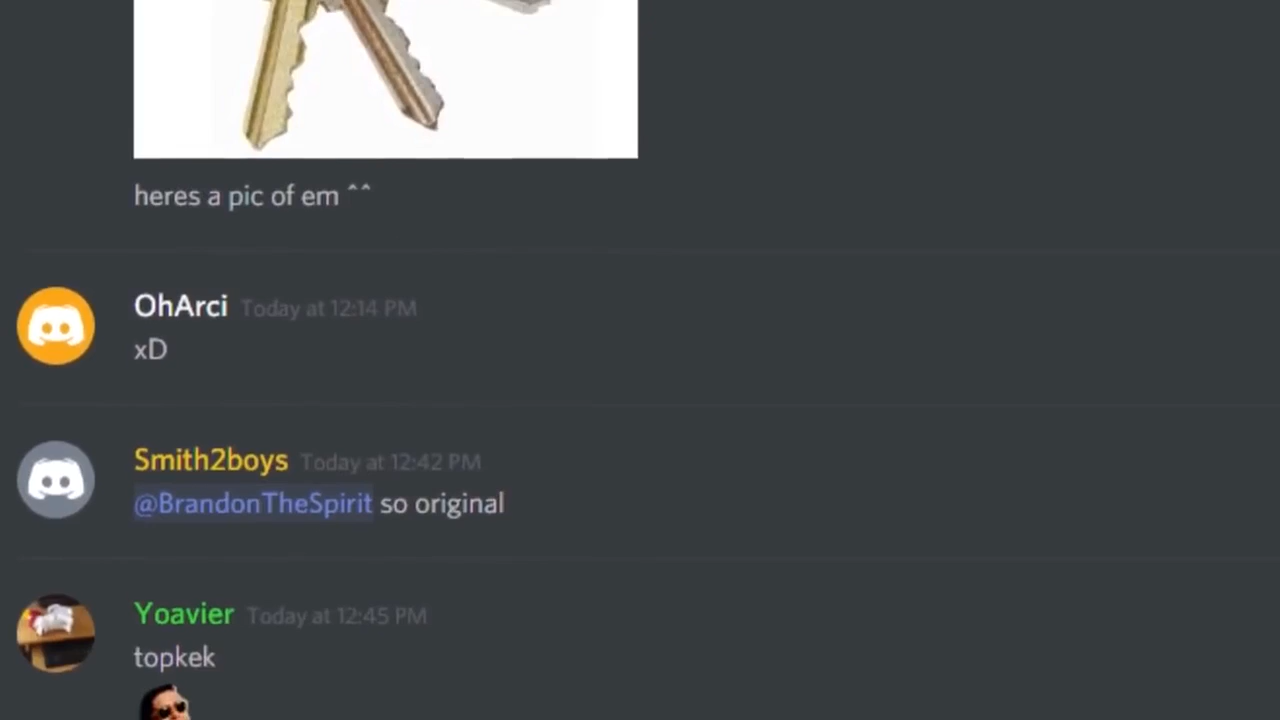 heres a pic of em ^^
OhArci Today at 12:14 PM
xD
Smith2boys Today at 12:42 PM
@BrandonTheSpirit so original
Yoavier Today at 12:45 PM
topkek